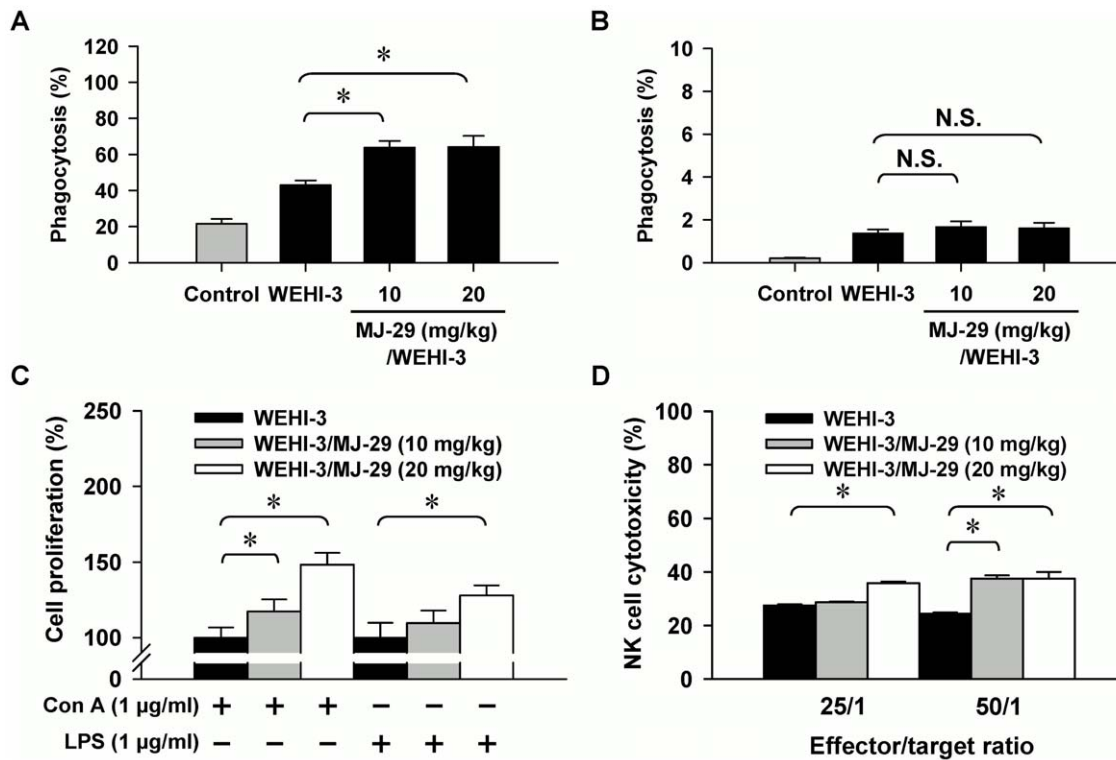 A
120
100
80
60
40
20
0
Phagocytosis (%)
*
*
Control WEHI-3 10 20
MJ-29 (mg/kg)
/WEHI-3
B
10
8
6
4
2
0
Phagocytosis (%)
N.S.
N.S.
Control WEHI-3 10 20
MJ-29 (mg/kg)
/WEHI-3
C
250
200
150
100
0
Cell proliferation (%)
WEHI-3
WEHI-3/MJ-29 (10 mg/kg)
WEHI-3/MJ-29 (20 mg/kg)
* * *
Con A (1 µg/ml) + + + − − −
LPS (1 µg/ml) − − − + + +
D
100
80
60
40
20
0
NK cell cytotoxicity (%)
WEHI-3
WEHI-3/MJ-29 (10 mg/kg)
WEHI-3/MJ-29 (20 mg/kg)
* * *
25/1 50/1
Effector/target ratio